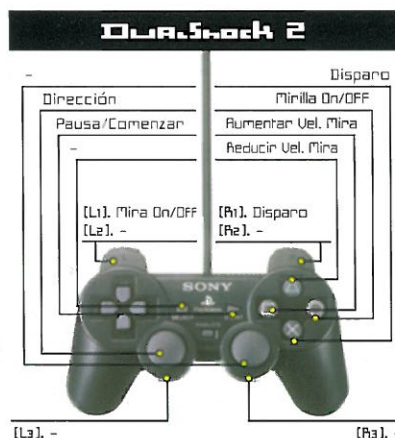 DualShock 2
- Disparo
Dirección Mirilla On/OFF
Pausa/Comenzar Aumentar Vel. Mira
- Reducir Vel. Mira
[L1]. Mira On/OFF [R1]. Disparo
[L2]. - [R2]. -
SONY
[L3]. - [R3]. -